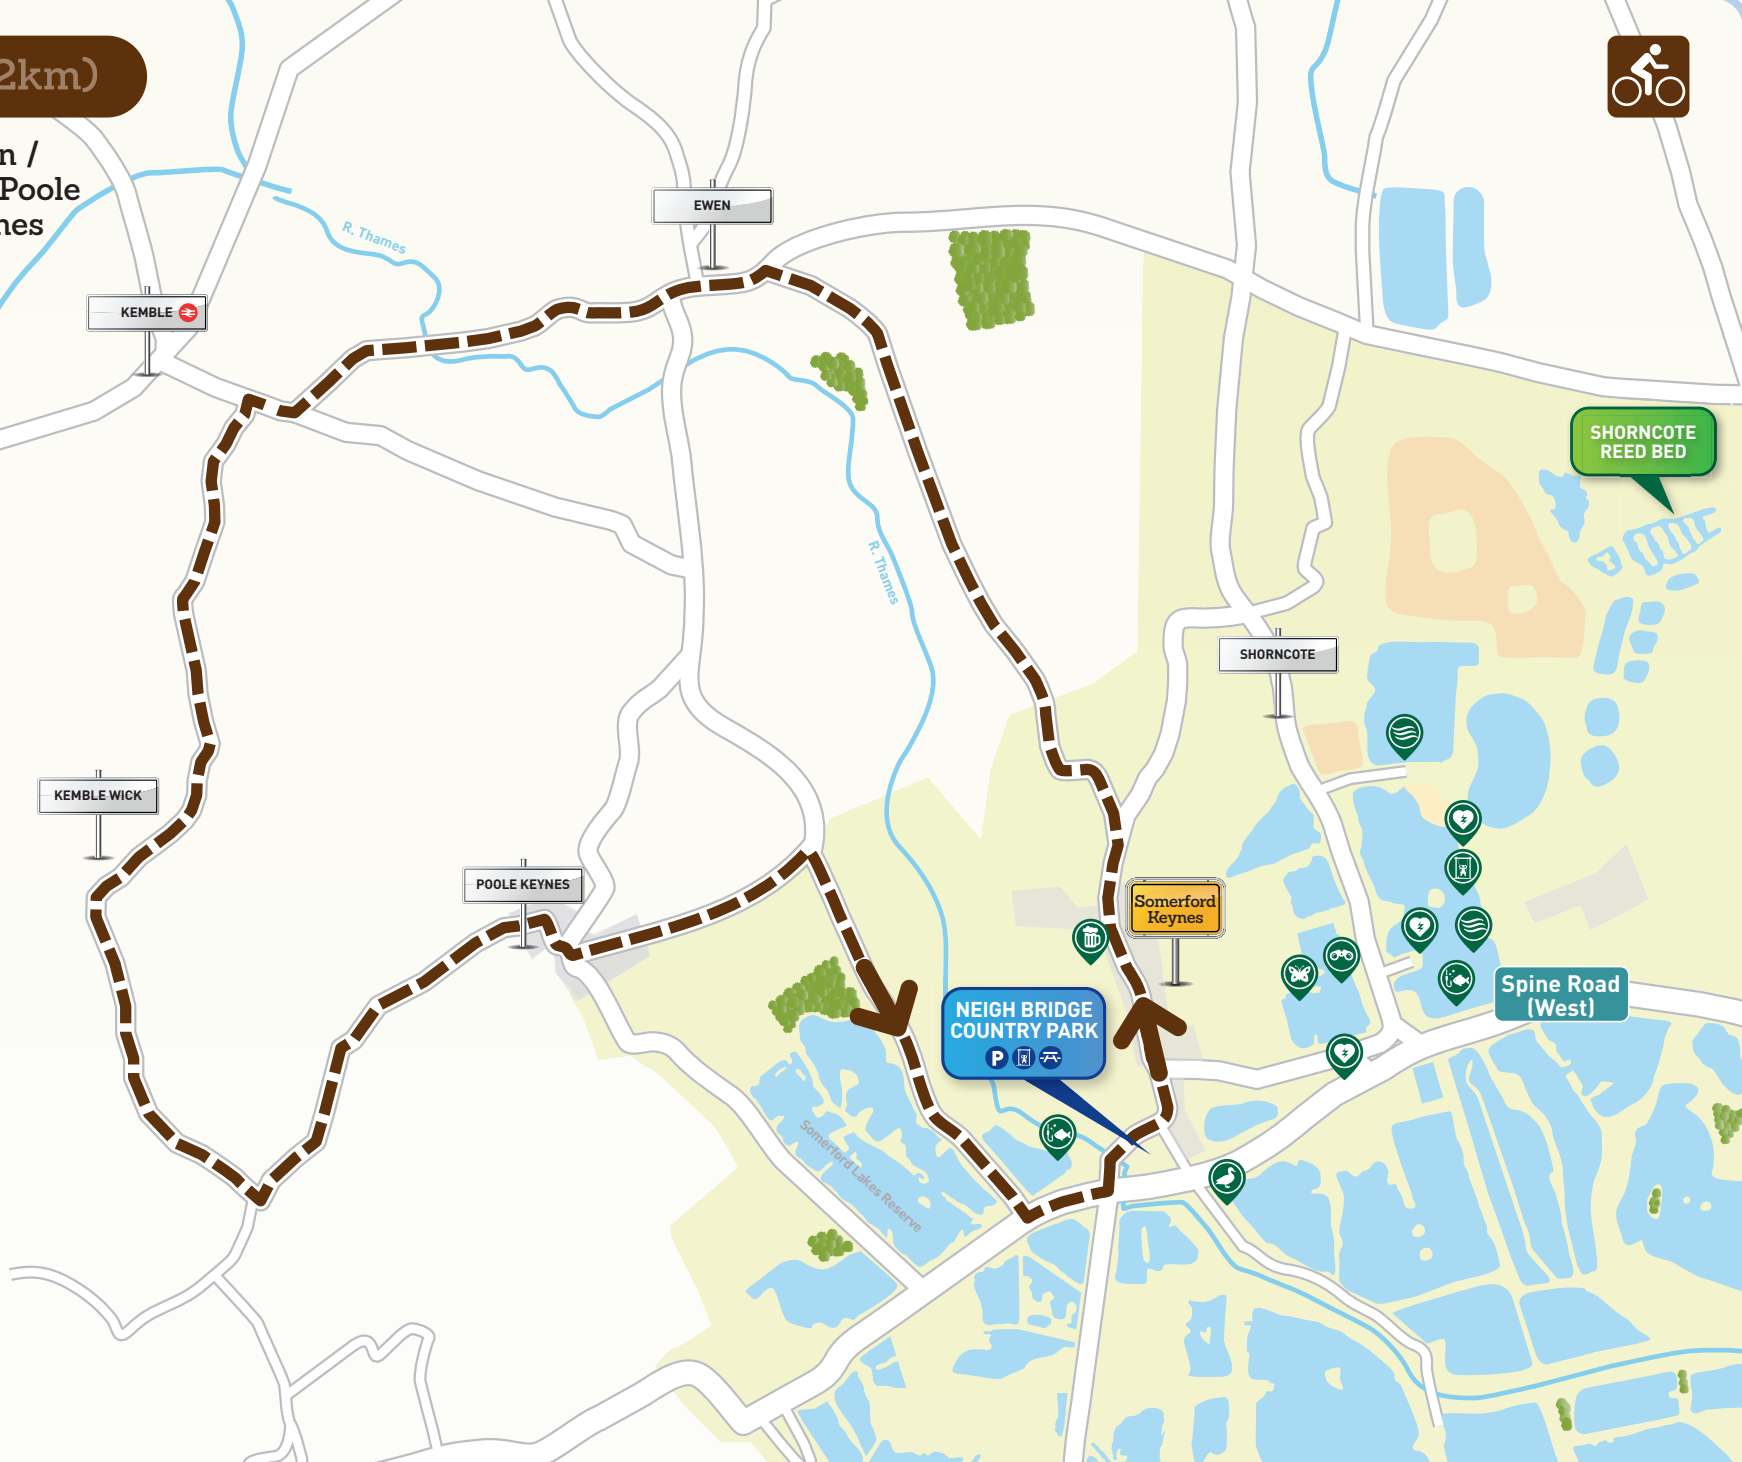 2km)
n /
Poole
nes
R. Thames
EWEN
KEMBLE
SHORNCOTE
REED BED
R. Thames
SHORNCOTE
KEMBLE WICK
POOLE KEYNES
Somerford
Keynes
Spine Road
(West)
NEIGH BRIDGE
COUNTRY PARK
P
Somerford Lakes Reserve